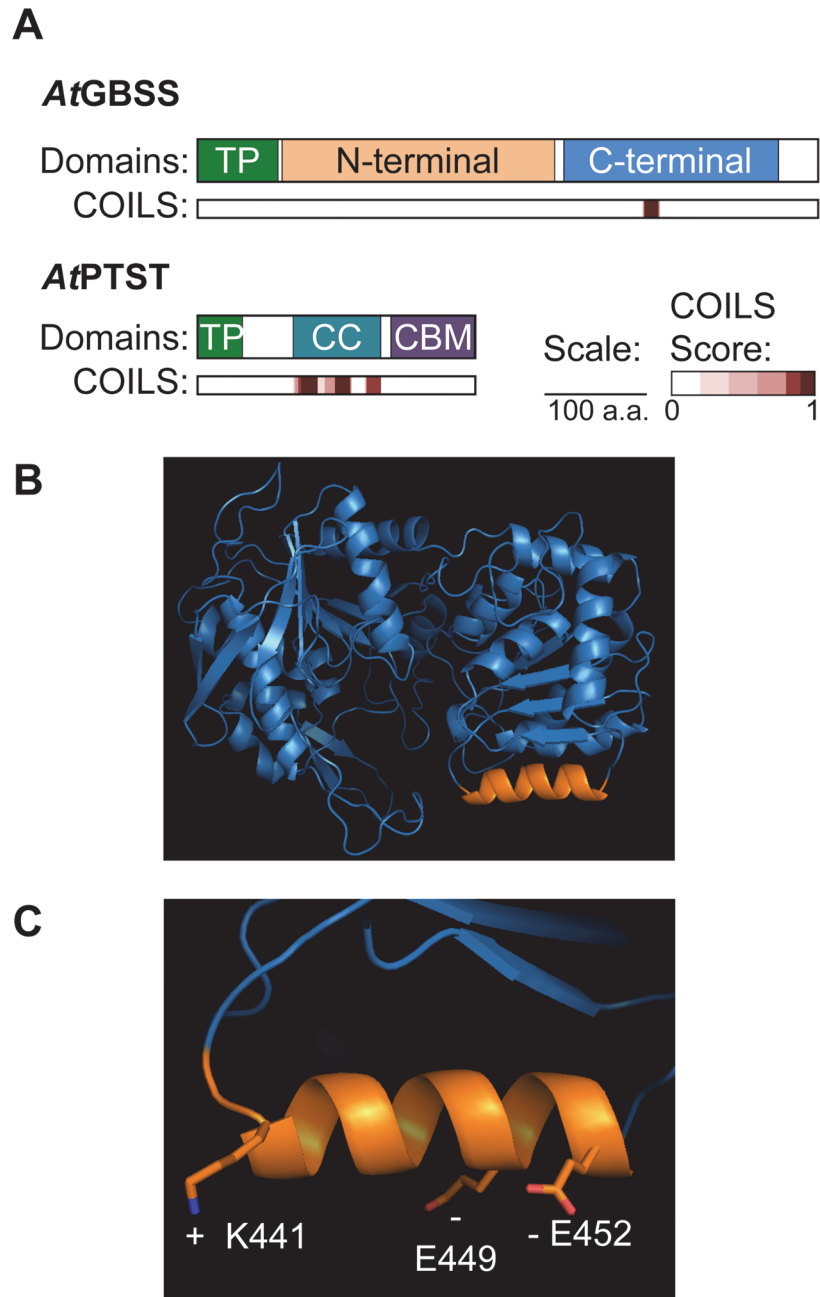 A
AtGBSS
Domains: TP N-terminal C-terminal
COILS:
AtPTST
Domains: TP CC CBM
COILS:
Scale:
100 a.a.
COILS
Score:
0 1
B
C
+ K441
-
E449
- E452